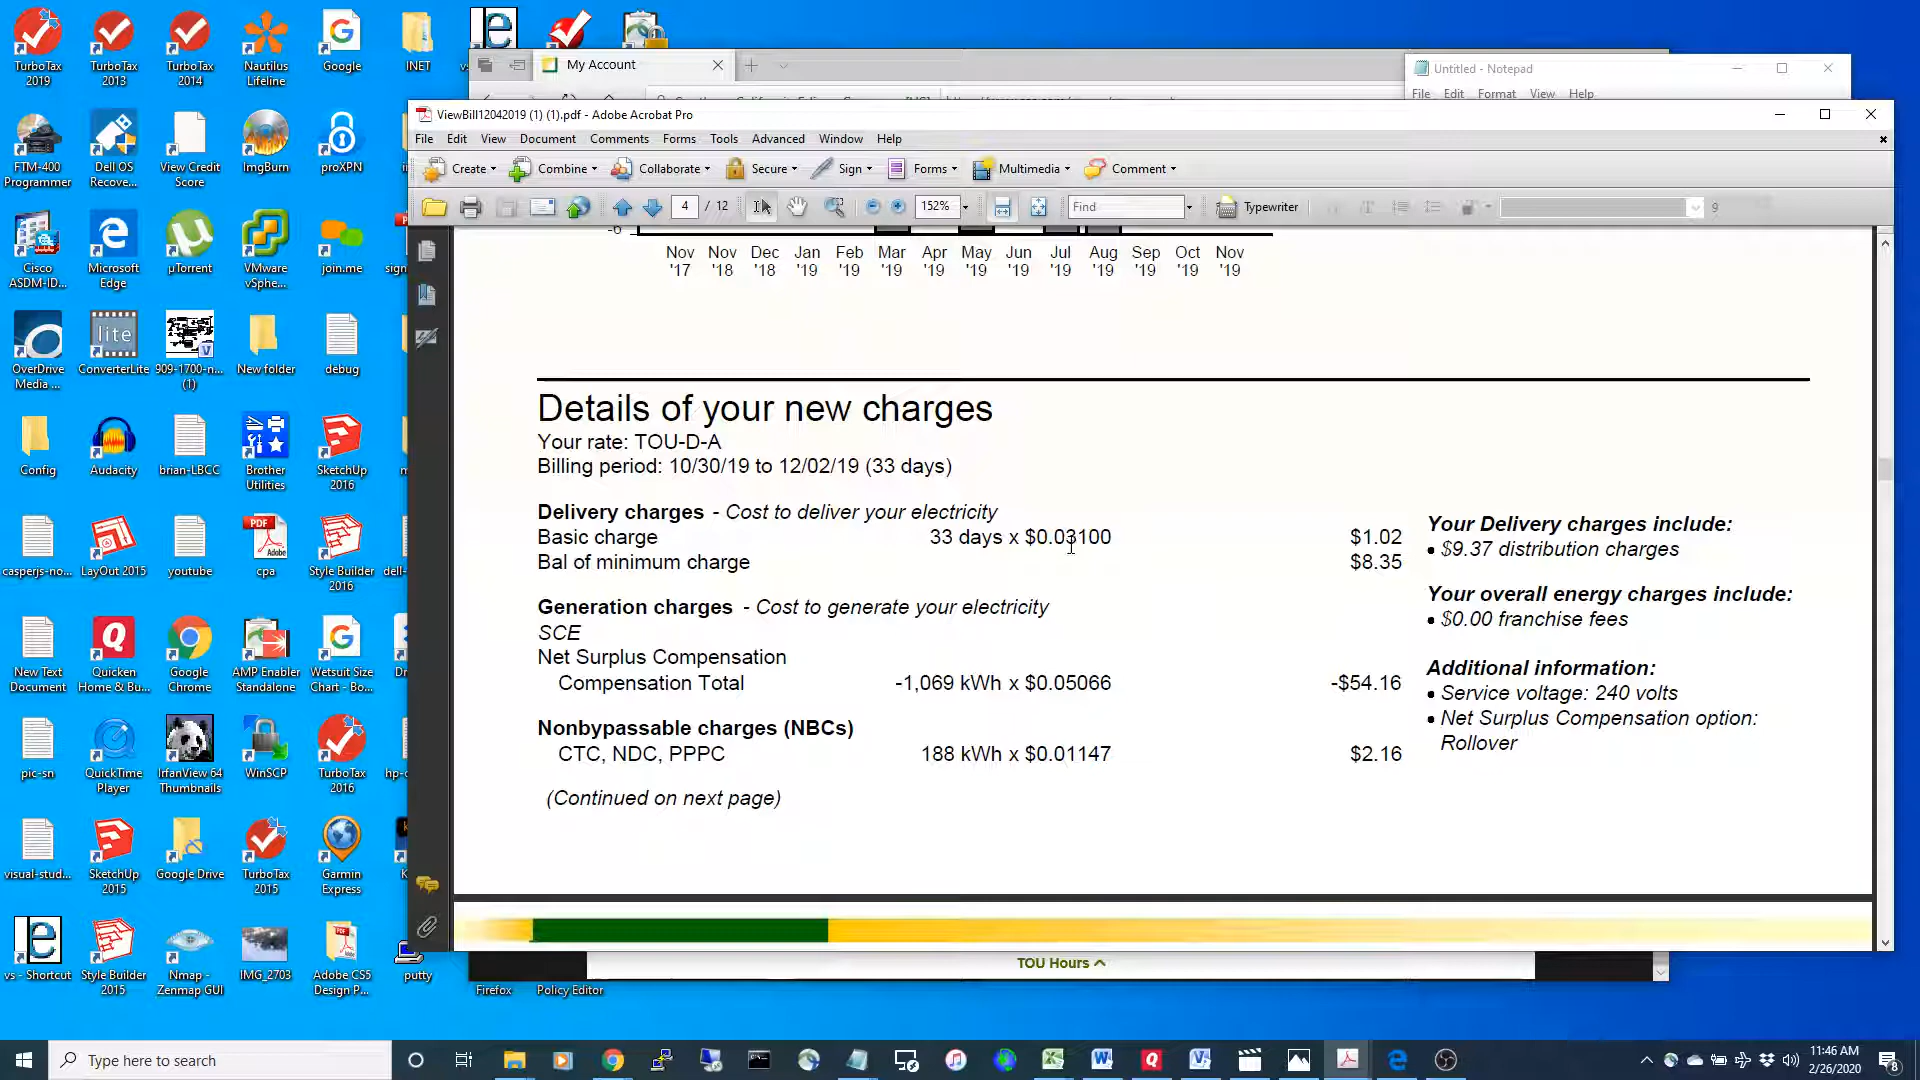 TurboTax 2019
TurboTax 2013
TurboTax 2014
Nautilus Lifeline
Google
INET
My Account
Untitled - Notepad
File Edit Format View Help
ViewBill12042019 (1) (1).pdf - Adobe Acrobat Pro
File Edit View Document Comments Forms Tools Advanced Window Help
Create Combine Collaborate Secure Sign Forms Multimedia Comment
4 / 12 152% Find Typewriter 9
FTM-400 Programmer
Dell OS Recove...
View Credit Score
ImgBurn
proXPN
Cisco ASDM-ID...
Microsoft Edge
µTorrent
VMware vSphe...
join.me
OverDrive Media ...
ConverterLite
909-1700-n... (1)
New folder
debug
Config
Audacity
brian-LBCC
Brother Utilities
SketchUp 2016
casperjs-no...
LayOut 2015
youtube
cpa
Style Builder 2016
New Text Document
Quicken Home & Bu...
Google Chrome
AMP Enabler Standalone
Wetsuit Size Chart - Bo...
pic-sn
QuickTime Player
IrfanView 64 Thumbnails
WinSCP
TurboTax 2016
visual-stud...
SketchUp 2015
Google Drive
TurboTax 2015
Garmin Express
vs - Shortcut
Style Builder 2015
Nmap - Zenmap GUI
IMG_2703
Adobe CS5 Design P...
putty
Firefox
Policy Editor
-6
Nov '17 Nov '18 Dec '18 Jan '19 Feb '19 Mar '19 Apr '19 May '19 Jun '19 Jul '19 Aug '19 Sep '19 Oct '19 Nov '19
Details of your new charges
Your rate: TOU-D-A
Billing period: 10/30/19 to 12/02/19 (33 days)
Delivery charges - Cost to deliver your electricity
Basic charge 33 days x $0.03100 $1.02
Bal of minimum charge $8.35
Generation charges - Cost to generate your electricity
SCE
Net Surplus Compensation
Compensation Total -1,069 kWh x $0.05066 -$54.16
Nonbypassable charges (NBCs)
CTC, NDC, PPPC 188 kWh x $0.01147 $2.16
(Continued on next page)
Your Delivery charges include:
• $9.37 distribution charges
Your overall energy charges include:
• $0.00 franchise fees
Additional information:
• Service voltage: 240 volts
• Net Surplus Compensation option:
Rollover
TOU Hours
Type here to search
11:46 AM
2/26/2020
8